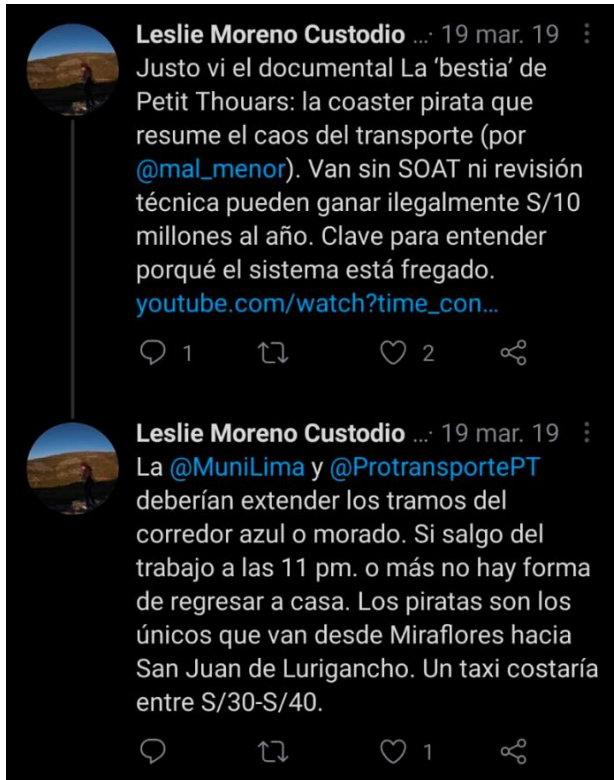 Leslie Moreno Custodio ...· 19 mar. 19
Justo vi el documental La ‘bestia’ de
Petit Thouars: la coaster pirata que
resume el caos del transporte (por
@mal_menor). Van sin SOAT ni revisión
técnica pueden ganar ilegalmente S/10
millones al año. Clave para entender
porqué el sistema está fregado.
youtube.com/watch?time_con...
1 2
Leslie Moreno Custodio ...· 19 mar. 19
La @MuniLima y @ProtransportePT
deberían extender los tramos del
corredor azul o morado. Si salgo del
trabajo a las 11 pm. o más no hay forma
de regresar a casa. Los piratas son los
únicos que van desde Miraflores hacia
San Juan de Lurigancho. Un taxi costaría
entre S/30-S/40.
1